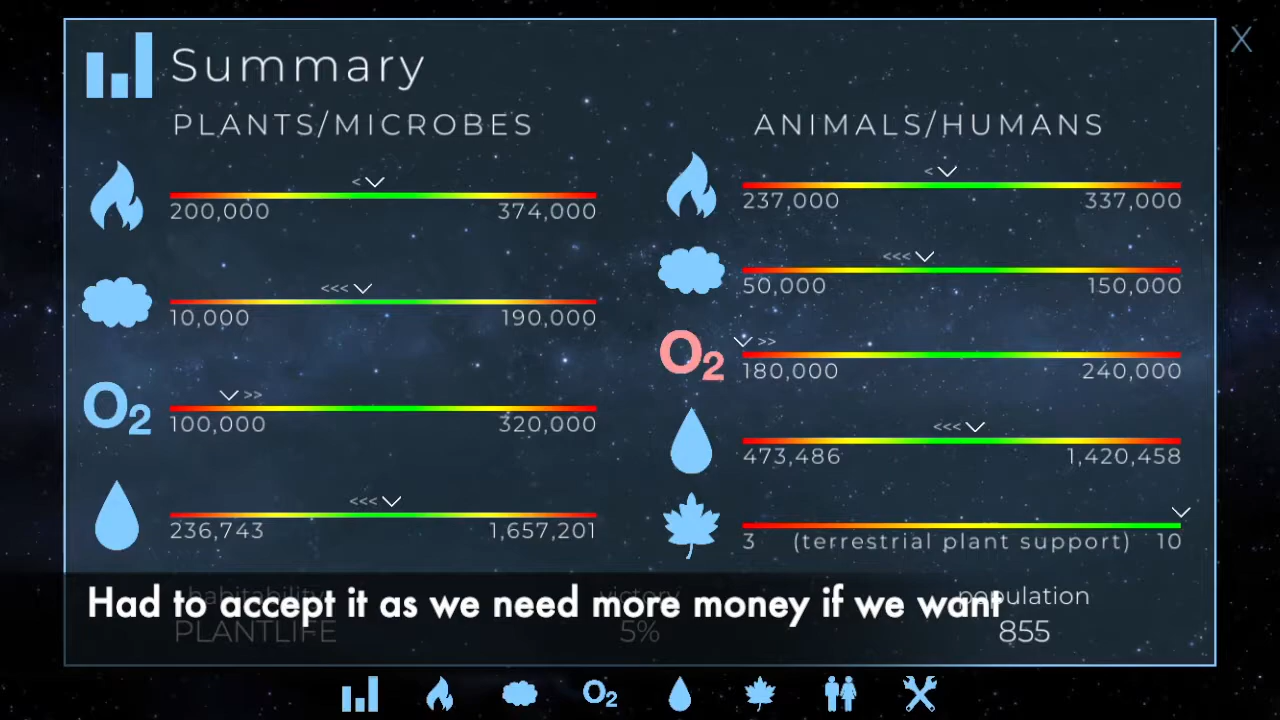 X
Summary
PLANTS/MICROBES
<
200,000 374,000
<<<
10,000 190,000
O2
>>
100,000 320,000
<<<
236,743 1,657,201
ANIMALS/HUMANS
<
237,000 337,000
<<<
50,000 150,000
O2
>>
180,000 240,000
<<<
473,486 1,420,458
3 (terrestrial plant support) 10
habitability victory population
Had to accept it as we need more money if we want
PLANTLIFE 5% 855
O2